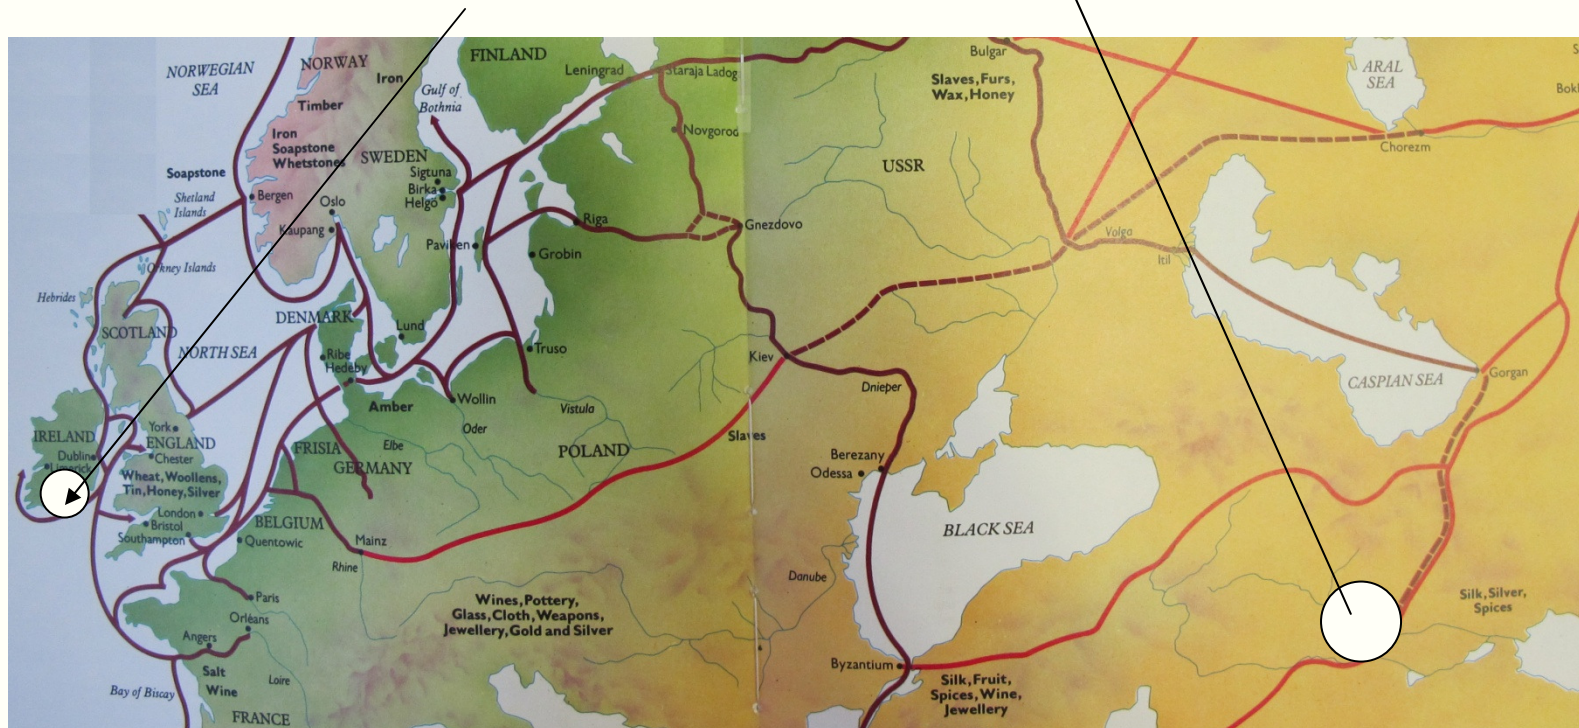 NORWEGIAN
SEA
NORWAY
Iron
Timber
Iron
Soapstone
Whetstones
Soapstone
Shetland
Islands
Bergen
Oslo
Kaupang
Orkney Islands
Hebrides
SCOTLAND
NORTH SEA
IRELAND
Dublin
Limerick
York
ENGLAND
Chester
Wheat, Woollens,
Tin, Honey, Silver
London
Bristol
Southampton
FINLAND
Gulf of
Bothnia
SWEDEN
Sigtuna
Birka
Helgo
Paviken
DENMARK
Lund
Ribe
Hedeby
Amber
Wollin
Oder
Elbe
FRISIA
GERMANY
BELGIUM
Quentowic
Mainz
Rhine
Paris
Orléans
Angers
Salt
Wine
Loire
Bay of Biscay
FRANCE
Wines, Pottery,
Glass, Cloth, Weapons,
Jewellery, Gold and Silver
Leningrad
Staraja Ladog
Novgorod
Riga
Grobin
Truso
Vistula
POLAND
Gnezdovo
Kiev
Slaves
Dnieper
Berezany
Odessa
BLACK SEA
Danube
Byzantium
Silk, Fruit,
Spices, Wine,
Jewellery
Bulgar
Slaves, Furs,
Wax, Honey
USSR
Volga
Itil
ARAL
SEA
Chorezm
Bokh
CASPIAN SEA
Gorgan
Silk, Silver,
Spices